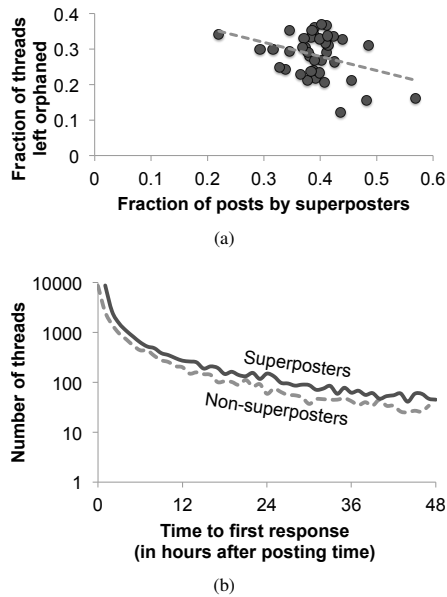 Fraction of threads
left orphaned
0.4
0.3
0.2
0.1
0
0 0.1 0.2 0.3 0.4 0.5 0.6
Fraction of posts by superposters
(a)
Number of threads
10000
1000
100
10
1
Superposters
Non-superposters
0 12 24 36 48
Time to first response
(in hours after posting time)
(b)